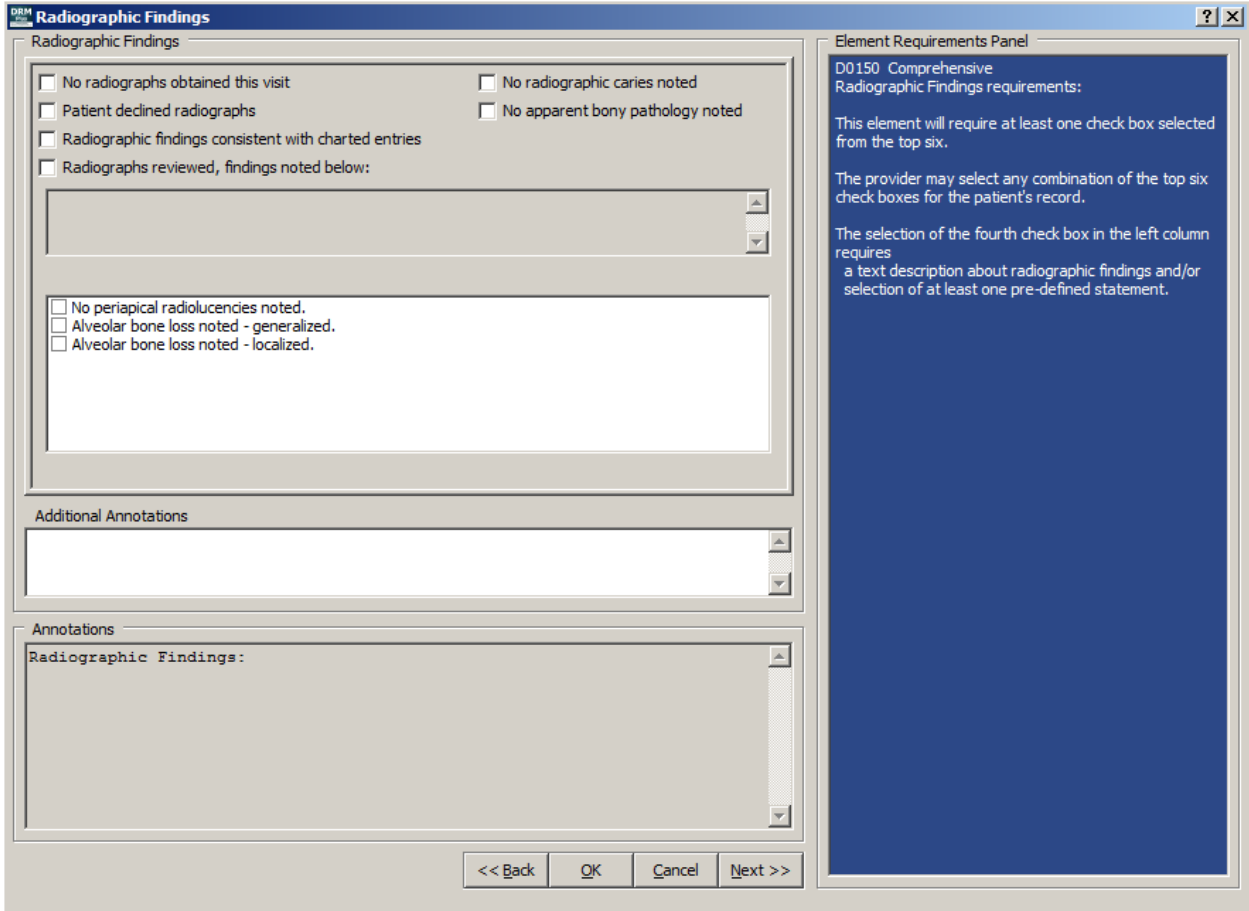 DRM Plus Radiographic Findings
Radiographic Findings
No radiographs obtained this visit
No radiographic caries noted
Patient declined radiographs
No apparent bony pathology noted
Radiographic findings consistent with charted entries
Radiographs reviewed, findings noted below:
No periapical radiolucencies noted.
Alveolar bone loss noted - generalized.
Alveolar bone loss noted - localized.
Additional Annotations
Annotations
Radiographic Findings:
<< Back
OK
Cancel
Next >>
Element Requirements Panel
D0150 Comprehensive
Radiographic Findings requirements:
This element will require at least one check box selected
from the top six.
The provider may select any combination of the top six
check boxes for the patient's record.
The selection of the fourth check box in the left column
requires
a text description about radiographic findings and/or
selection of at least one pre-defined statement.